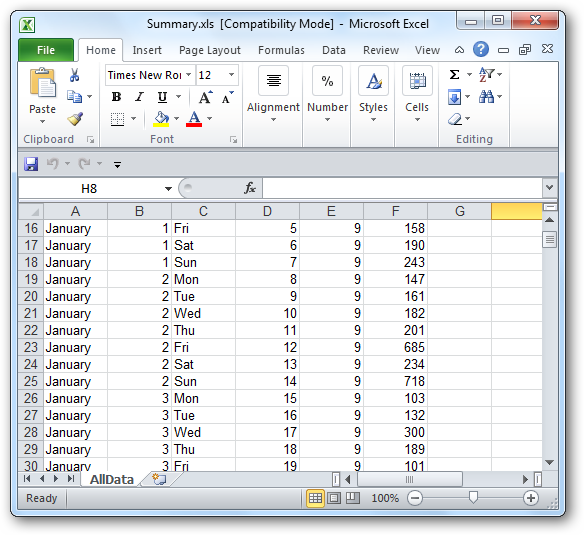 Summary.xls [Compatibility Mode] - Microsoft Excel
File Home Insert Page Layout Formulas Data Review View
Paste
Clipboard
Times New Ro 12
B I U A A
A
Font
Alignment
%
Number
A
Styles
Cells
Σ
Editing
H8 fx
A B C D E F G
16 January 1 Fri 5 9 158
17 January 1 Sat 6 9 190
18 January 1 Sun 7 9 243
19 January 2 Mon 8 9 147
20 January 2 Tue 9 9 161
21 January 2 Wed 10 9 182
22 January 2 Thu 11 9 201
23 January 2 Fri 12 9 685
24 January 2 Sat 13 9 234
25 January 2 Sun 14 9 718
26 January 3 Mon 15 9 103
27 January 3 Tue 16 9 132
28 January 3 Wed 17 9 300
29 January 3 Thu 18 9 189
30 January 3 Fri 19 9 101
AllData
Ready 100%